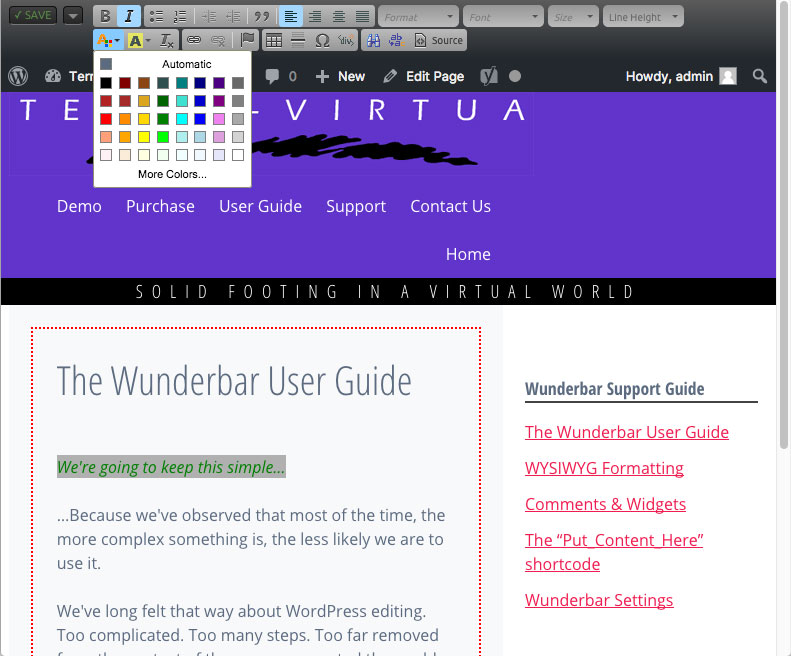 ✓ SAVE B I Format Font Size Line Height
A A Ix Ω Source
0 New Edit Page Howdy, admin
Automatic
More Colors...
VIRTUA
Demo Purchase User Guide Support Contact Us
Home
SOLID FOOTING IN A VIRTUAL WORLD
The Wunderbar User Guide
We're going to keep this simple...
...Because we've observed that most of the time, the
more complex something is, the less likely we are to
use it.
We've long felt that way about WordPress editing.
Too complicated. Too many steps. Too far removed
Wunderbar Support Guide
The Wunderbar User Guide
WYSIWYG Formatting
Comments & Widgets
The “Put_Content_Here”
shortcode
Wunderbar Settings